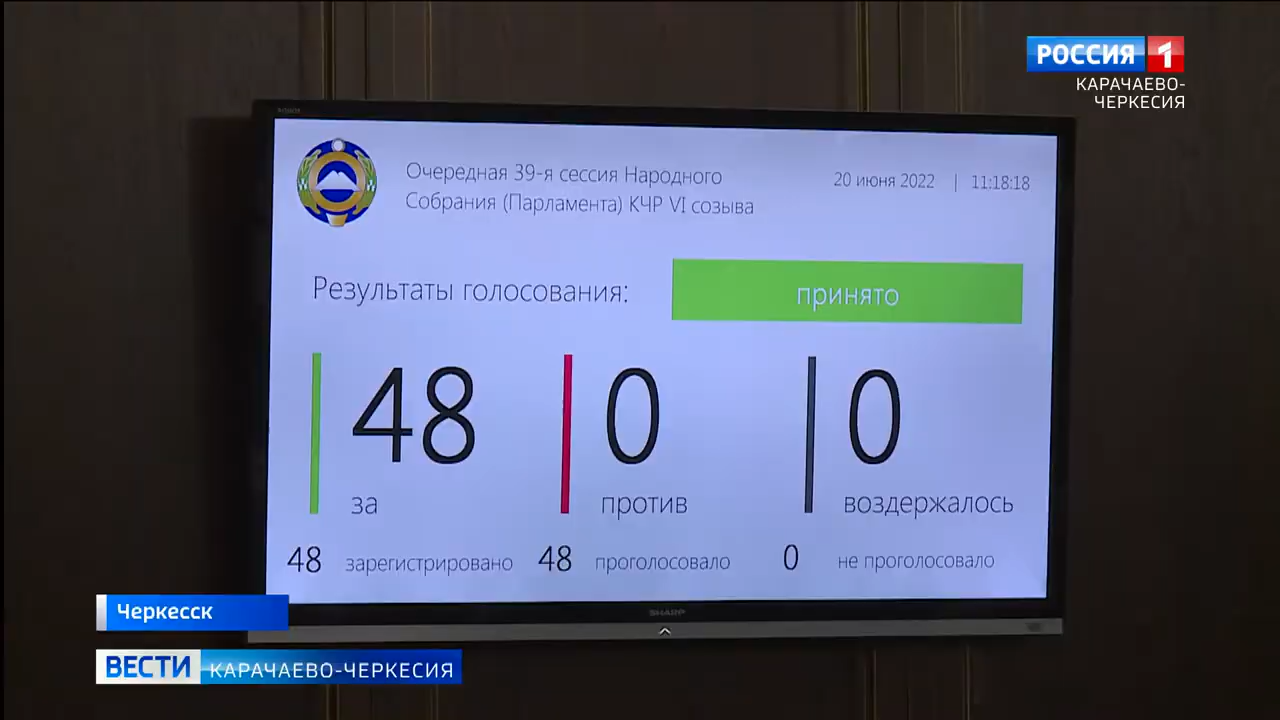 РОССИЯ 1
КАРАЧАЕВО-
ЧЕРКЕСИЯ
Очередная 39-я сессия Народного
Собрания (Парламента) КЧР VI созыва
20 июня 2022 | 11:18:18
Результаты голосования:
принято
48 0 0
за против воздержалось
48 зарегистрировано 48 проголосовало 0 не проголосовало
SHARP
Черкесск
ВЕСТИ КАРАЧАЕВО-ЧЕРКЕСИЯ